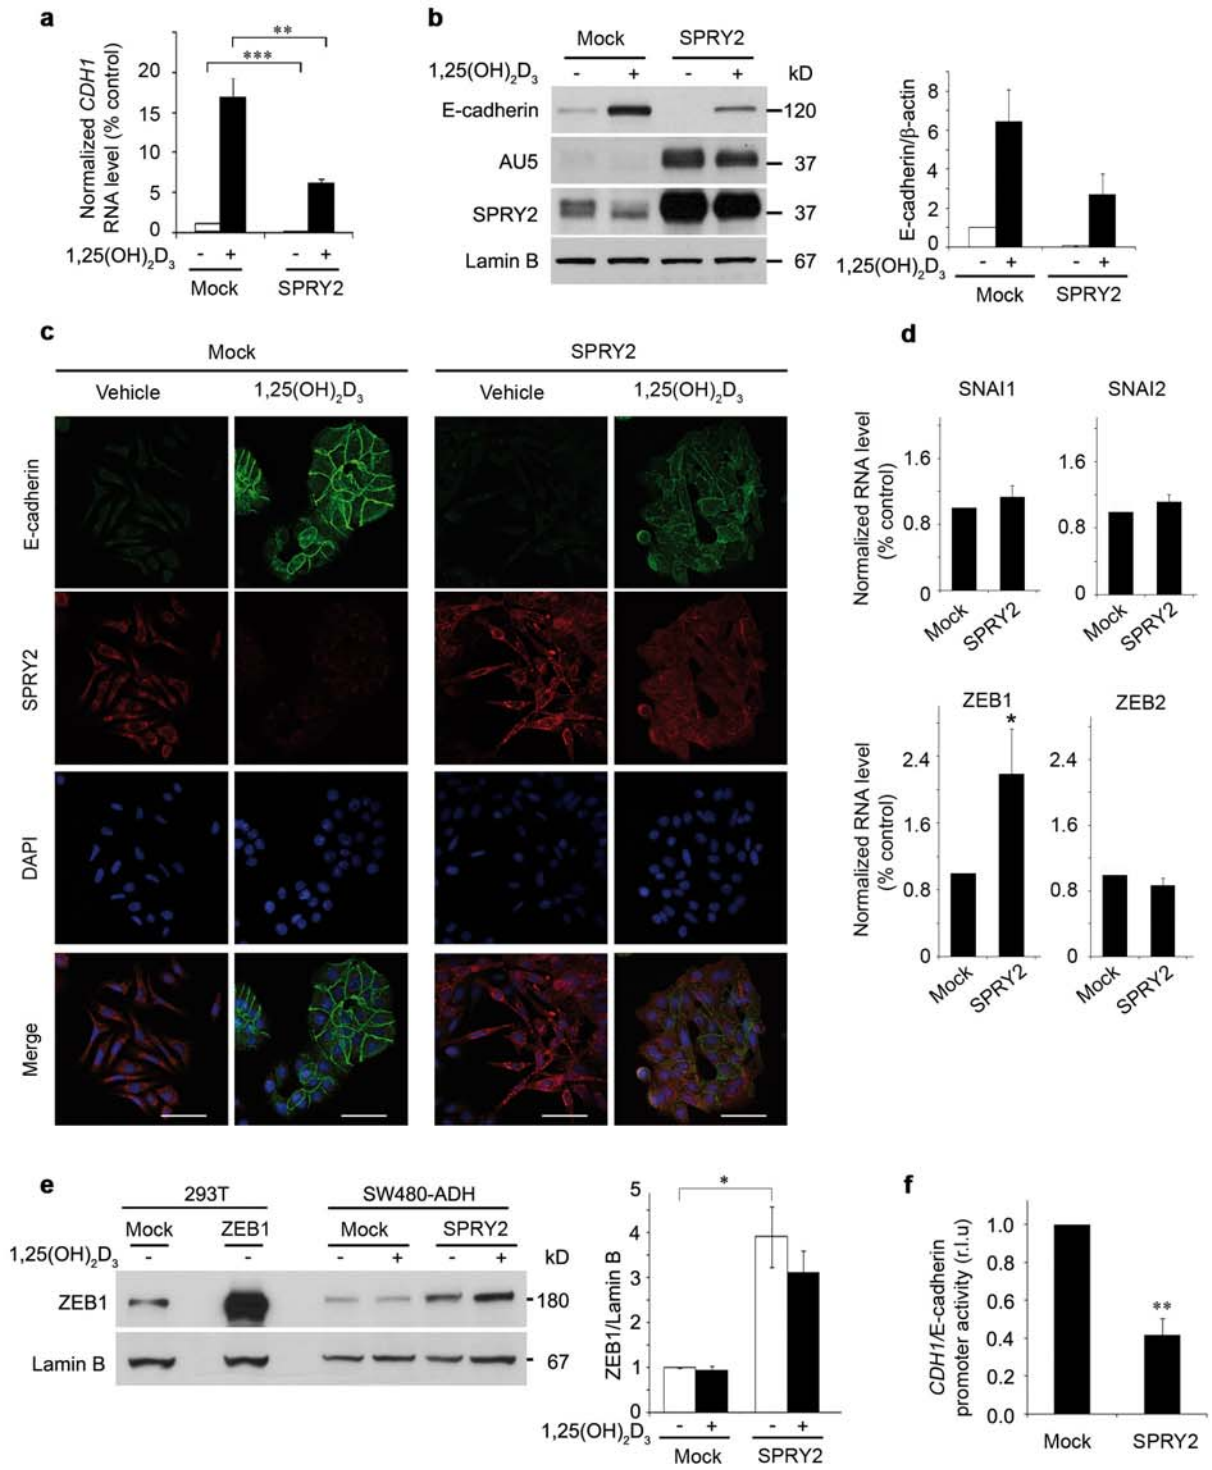 a
** 
***
Normalized CDH1
RNA level (% control)
20
15
10
5
0
1,25(OH)₂D₃ - + - +
Mock SPRY2
b
Mock SPRY2
1,25(OH)₂D₃ - + - + kD
E-cadherin 120
AU5 37
SPRY2 37
Lamin B 67
E-cadherin/β-actin
8
6
4
2
0
1,25(OH)₂D₃ - + - +
Mock SPRY2
c
Mock SPRY2
Vehicle 1,25(OH)₂D₃ Vehicle 1,25(OH)₂D₃
E-cadherin
SPRY2
DAPI
Merge
d
SNAI1
Normalized RNA level
(% control)
1.6
0.8
0
Mock SPRY2
SNAI2
1.6
0.8
0
Mock SPRY2
ZEB1
*
Normalized RNA level
(% control)
2.4
1.6
0.8
0
Mock SPRY2
ZEB2
2.4
1.6
0.8
0
Mock SPRY2
e
293T SW480-ADH
Mock ZEB1 Mock SPRY2
1,25(OH)₂D₃ - - - + - + kD
ZEB1 180
Lamin B 67
*
ZEB1/Lamin B
5
4
3
2
1
0
1,25(OH)₂D₃ - + - +
Mock SPRY2
f
CDH1/E-cadherin
promoter activity (r.l.u)
1.0
0.8
0.6
0.4
0.2
0.0
**
Mock SPRY2